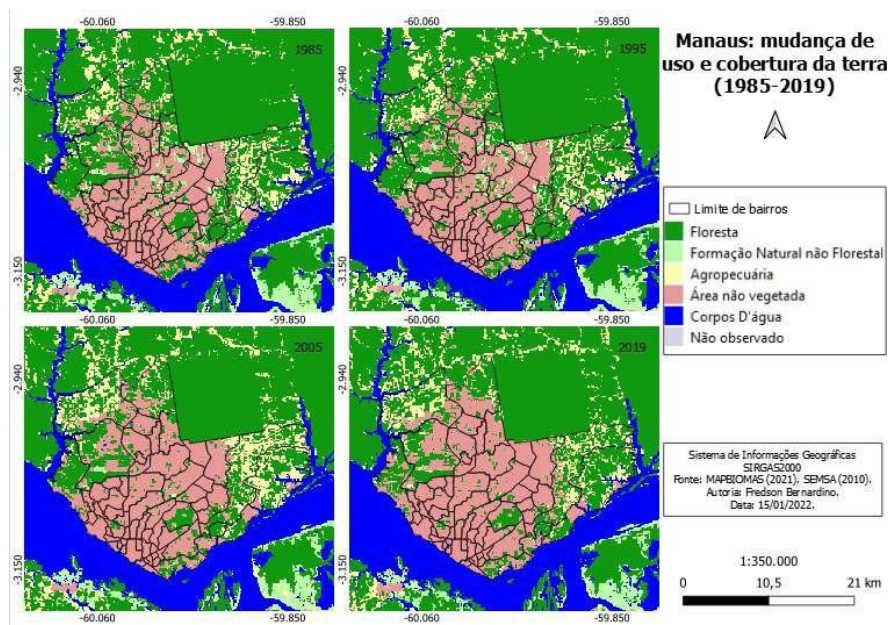 -60.060
-59.850
-60.060
-59.850
1985
1995
-2.940
-2.940
-3.150
-3.150
-60.060
-59.850
-60.060
-59.850
2005
2019
-2.940
-2.940
-3.150
-3.150
-60.060
-59.850
-60.060
-59.850
Manaus: mudança de
uso e cobertura da terra
(1985-2019)
Limite de bairros
Floresta
Formação Natural não Florestal
Agropecuária
Área não vegetada
Corpos D'água
Não observado
Sistema de Informações Geográficas
SIRGAS2000
Fonte: MAPBIOMAS (2021), SEMSA (2010).
Autoria: Fredson Bernardino.
Data: 15/01/2022.
1:350.000
0 10,5 21 km